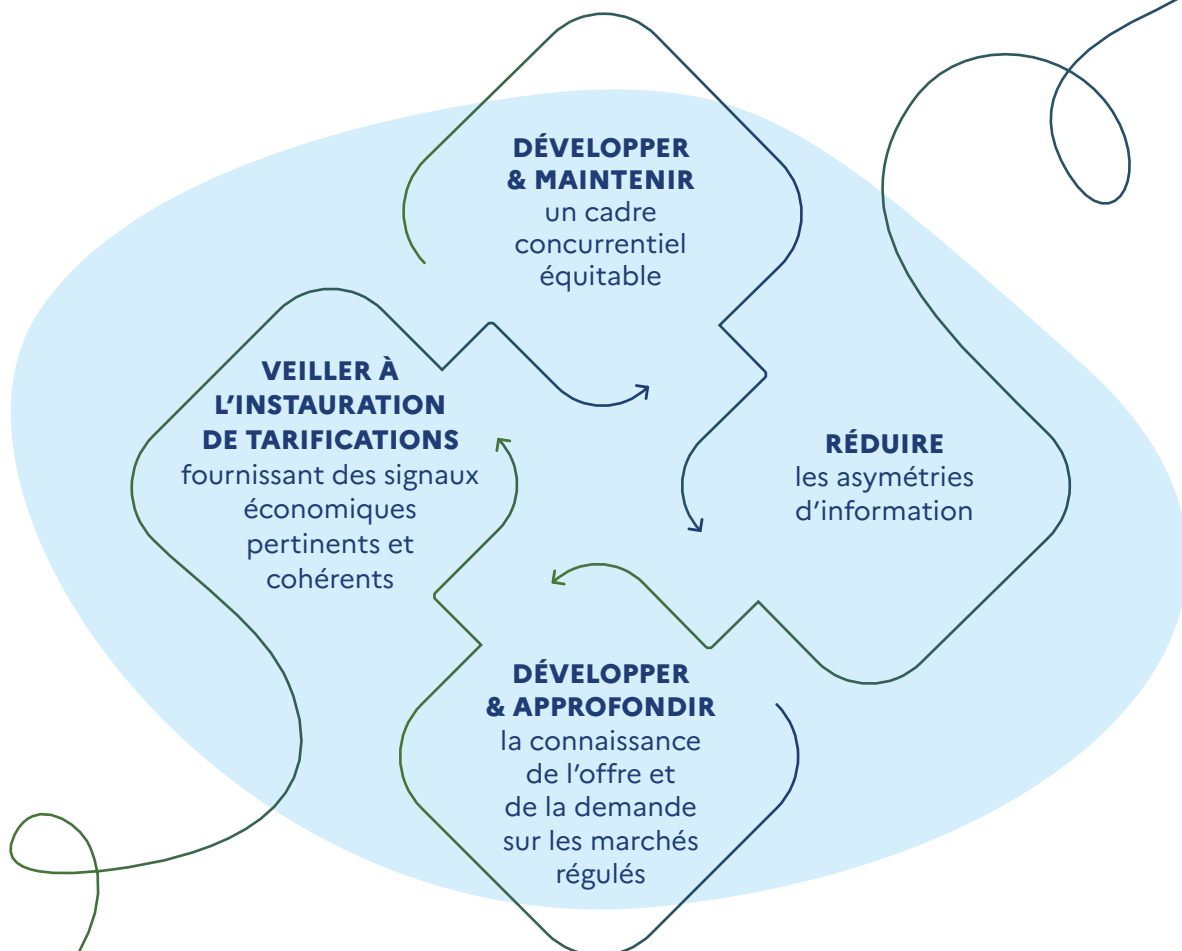 DÉVELOPPER
& MAINTENIR
un cadre
concurrentiel
équitable
VEILLER À
L'INSTAURATION
DE TARIFICATIONS
fournissant des signaux
économiques
pertinents et
cohérents
RÉDUIRE
les asymétries
d'information
DÉVELOPPER
& APPROFONDIR
la connaissance
de l'offre et
de la demande
sur les marchés
régulés